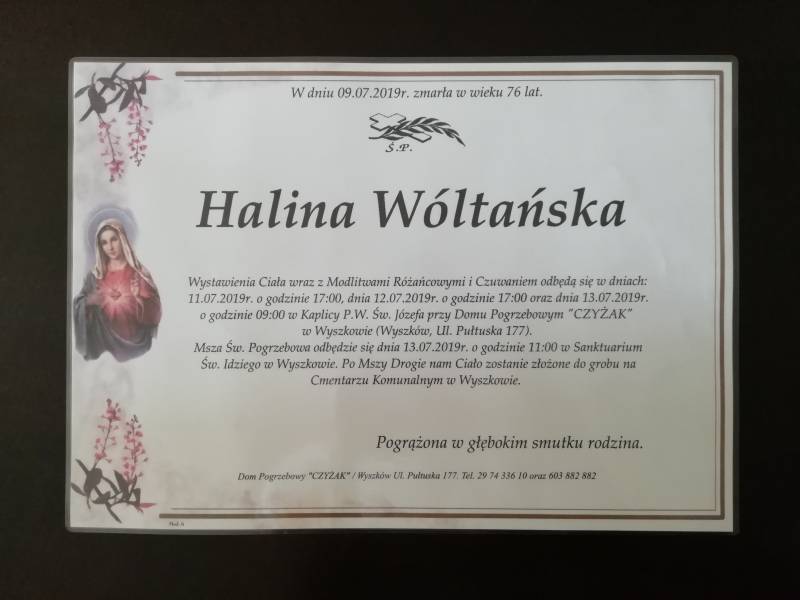 W dniu 09.07.2019r. zmarła w wieku 76 lat.
Ś.P.
Halina Wóltańska
Wystawienia Ciała wraz z Modlitwami Różańcowymi i Czuwaniem odbędą się w dniach:
11.07.2019r. o godzinie 17:00, dnia 12.07.2019r. o godzinie 17:00 oraz dnia 13.07.2019r.
o godzinie 09:00 w Kaplicy P.W. Św. Józefa przy Domu Pogrzebowym "CZYŻAK"
w Wyszkowie (Wyszków, Ul. Pułtuska 177).
Msza Św. Pogrzebowa odbędzie się dnia 13.07.2019r. o godzinie 11:00 w Sanktuarium
Św. Idziego w Wyszkowie. Po Mszy Drogie nam Ciało zostanie złożone do grobu na
Cmentarzu Komunalnym w Wyszkowie.
Pogrążona w głębokim smutku rodzina.
Dom Pogrzebowy "CZYŻAK" / Wyszków Ul. Pułtuska 177. Tel. 29 74 336 10 oraz 603 882 882